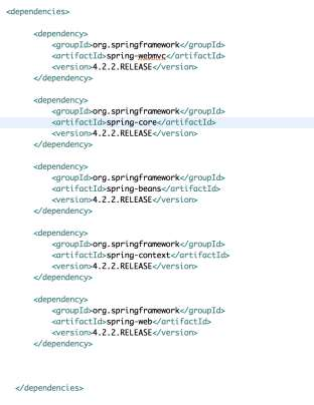 <dependencies>
<dependency>
<groupId>org.springframework</groupId>
<artifactId>spring-webmvc</artifactId>
<version>4.2.2.RELEASE</version>
</dependency>
<dependency>
<groupId>org.springframework</groupId>
<artifactId>spring-core</artifactId>
<version>4.2.2.RELEASE</version>
</dependency>
<dependency>
<groupId>org.springframework</groupId>
<artifactId>spring-beans</artifactId>
<version>4.2.2.RELEASE</version>
</dependency>
<dependency>
<groupId>org.springframework</groupId>
<artifactId>spring-context</artifactId>
<version>4.2.2.RELEASE</version>
</dependency>
<dependency>
<groupId>org.springframework</groupId>
<artifactId>spring-web</artifactId>
<version>4.2.2.RELEASE</version>
</dependency>
</dependencies>